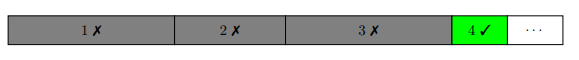 1 ✗ 2 ✗ 3 ✗ 4 ✓ ···